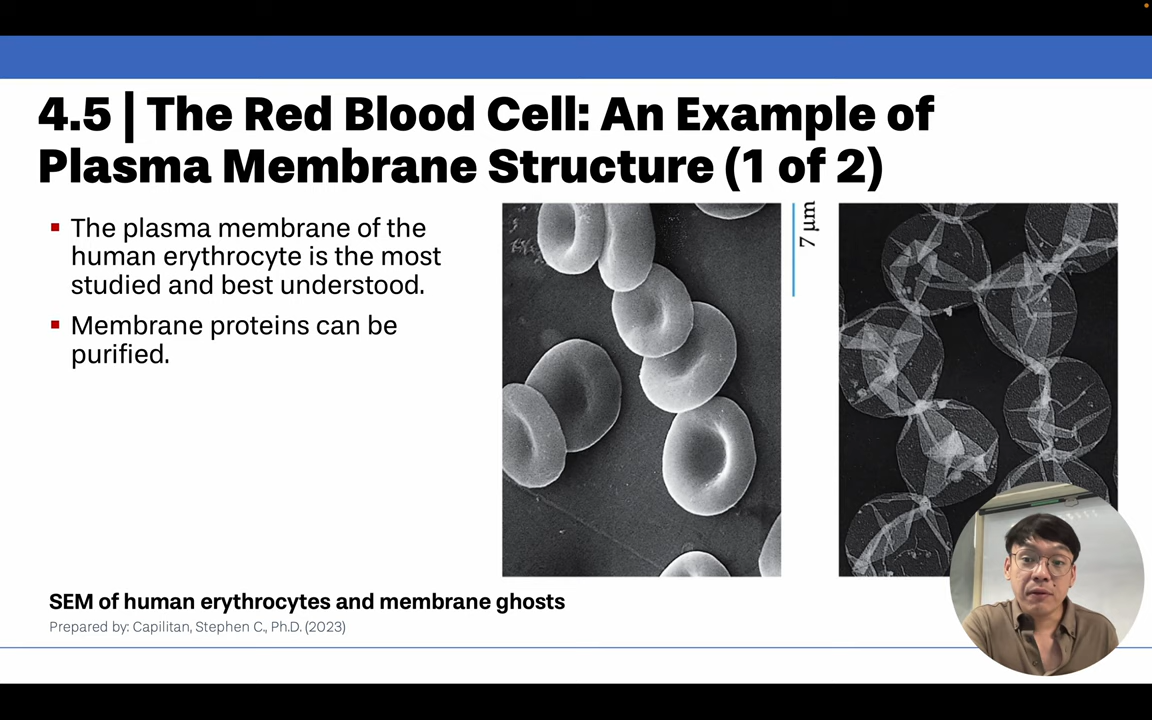 4.5 | The Red Blood Cell: An Example of
Plasma Membrane Structure (1 of 2)
▪ The plasma membrane of the
human erythrocyte is the most
studied and best understood.
▪ Membrane proteins can be
purified.
7 µm
SEM of human erythrocytes and membrane ghosts
Prepared by: Capilitan, Stephen C., Ph.D. (2023)